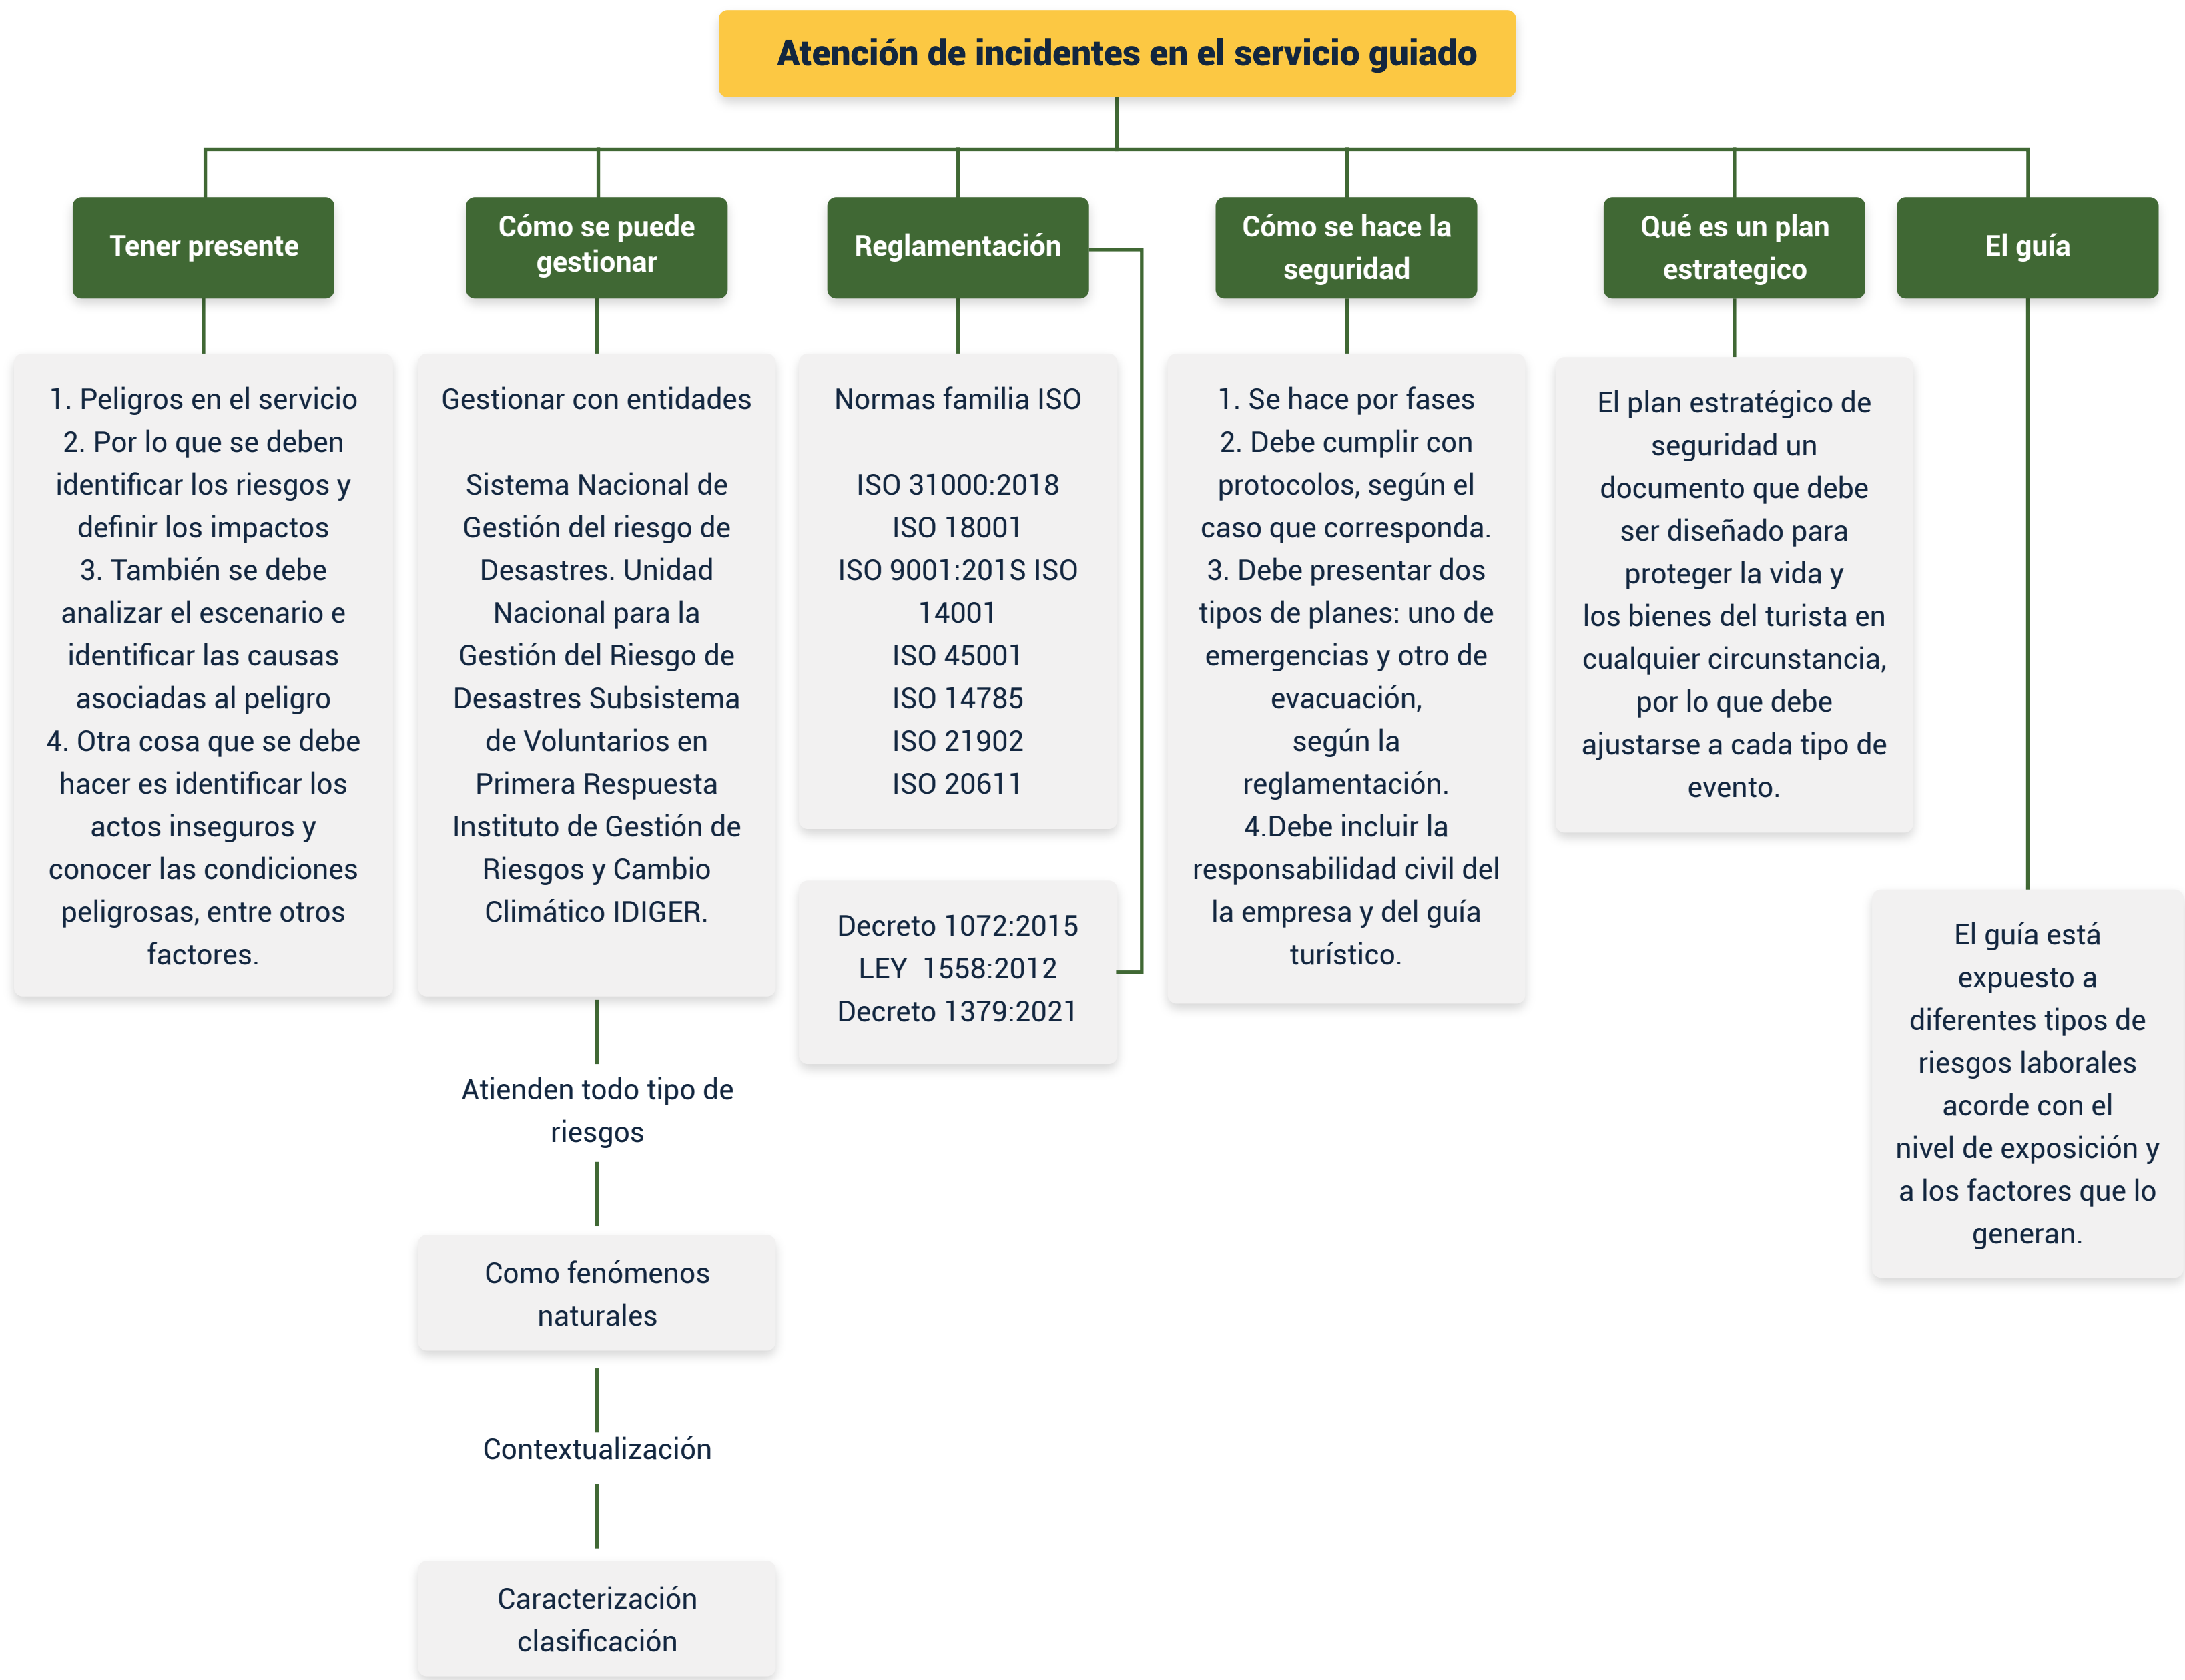 Atención de incidentes en el servicio guiado
Tener presente
1. Peligros en el servicio
2. Por lo que se deben
identificar los riesgos y
definir los impactos
3. También se debe
analizar el escenario e
identificar las causas
asociadas al peligro
4. Otra cosa que se debe
hacer es identificar los
actos inseguros y
conocer las condiciones
peligrosas, entre otros
factores.
Cómo se puede
gestionar
Gestionar con entidades
Sistema Nacional de
Gestión del riesgo de
Desastres. Unidad
Nacional para la
Gestión del Riesgo de
Desastres Subsistema
de Voluntarios en
Primera Respuesta
Instituto de Gestión de
Riesgos y Cambio
Climático IDIGER.
Atienden todo tipo de
riesgos
Como fenómenos
naturales
Contextualización
Caracterización
clasificación
Reglamentación
Normas familia ISO
ISO 31000:2018
ISO 18001
ISO 9001:201S ISO
14001
ISO 45001
ISO 14785
ISO 21902
ISO 20611
Decreto 1072:2015
LEY  1558:2012
Decreto 1379:2021
Cómo se hace la
seguridad
1. Se hace por fases
2. Debe cumplir con
protocolos, según el
caso que corresponda.
3. Debe presentar dos
tipos de planes: uno de
emergencias y otro de
evacuación,
según la
reglamentación.
4.Debe incluir la
responsabilidad civil del
la empresa y del guía
turístico.
Qué es un plan
estrategico
El plan estratégico de
seguridad un
documento que debe
ser diseñado para
proteger la vida y
los bienes del turista en
cualquier circunstancia,
por lo que debe
ajustarse a cada tipo de
evento.
El guía
El guía está
expuesto a
diferentes tipos de
riesgos laborales
acorde con el
nivel de exposición y
a los factores que lo
generan.